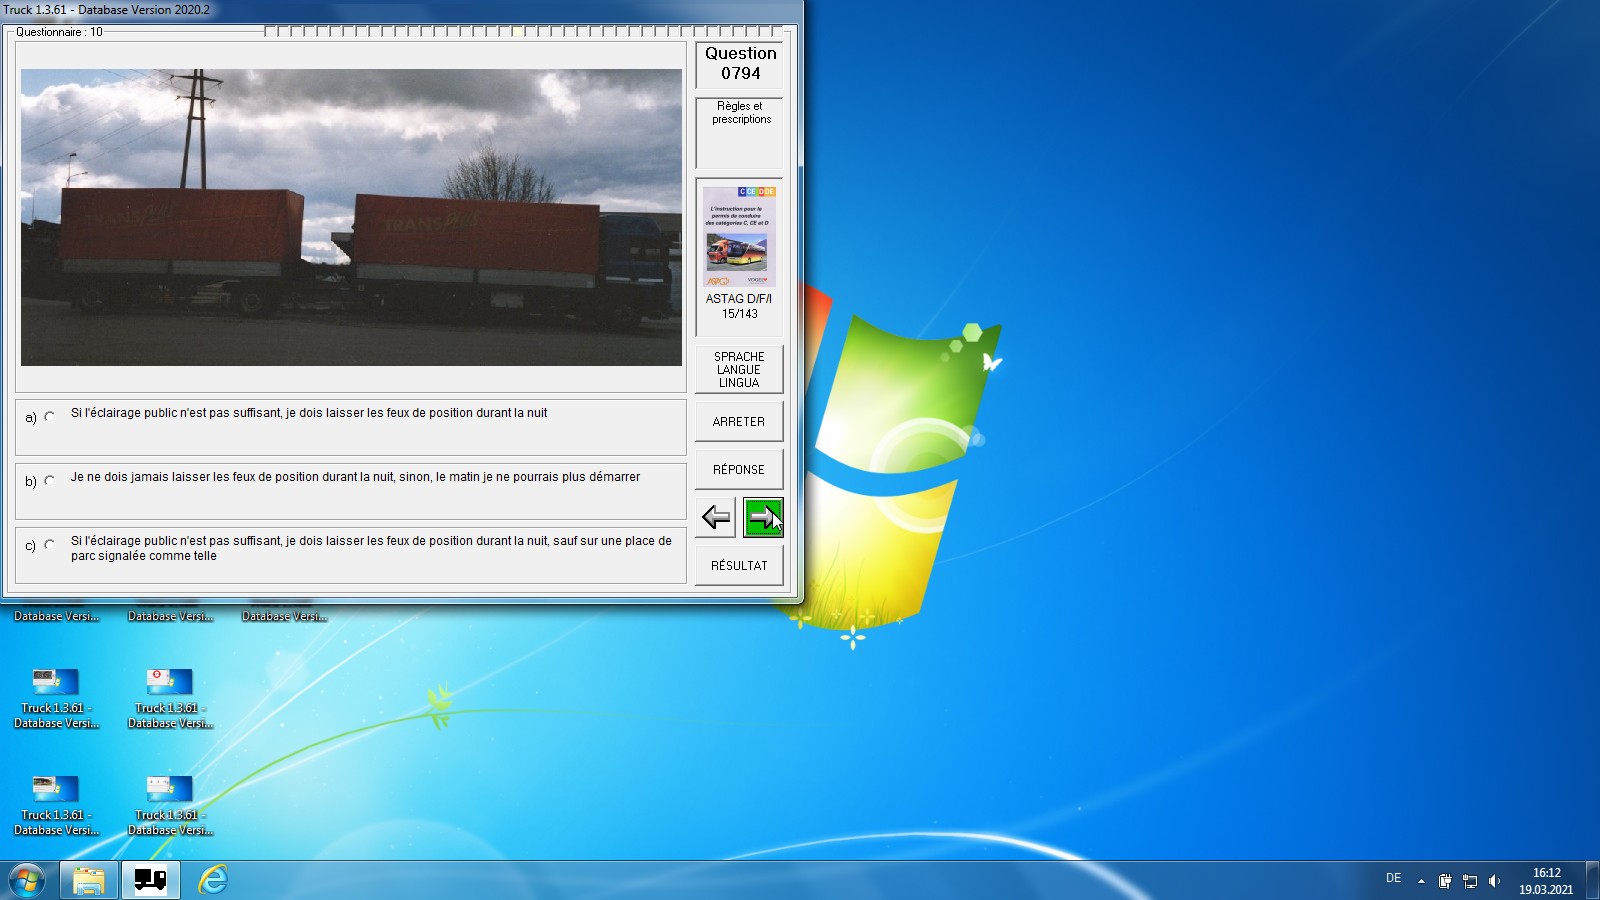 Truck 1.3.61 - Database Version 2020.2
Questionnaire : 10
Question
0794
Règles et
prescriptions
TRANS
TRANS
C CE D DE
L'instruction pour le
permis de conduire
des catégories C, CE et D
ASTAG D/F/I
15/143
SPRACHE
LANGUE
LINGUA
ARRETER
RÉPONSE
RÉSULTAT
a) Si l'éclairage public n'est pas suffisant, je dois laisser les feux de position durant la nuit
b) Je ne dois jamais laisser les feux de position durant la nuit, sinon, le matin je ne pourrais plus démarrer
c) Si l'éclairage public n'est pas suffisant, je dois laisser les feux de position durant la nuit, sauf sur une place de
parc signalée comme telle
Database Versi...
Database Versi...
Database Versi...
Truck 1.3.61 -
Database Versi...
Truck 1.3.61 -
Database Versi...
Truck 1.3.61 -
Database Versi...
Truck 1.3.61 -
Database Versi...
DE
16:12
19.03.2021